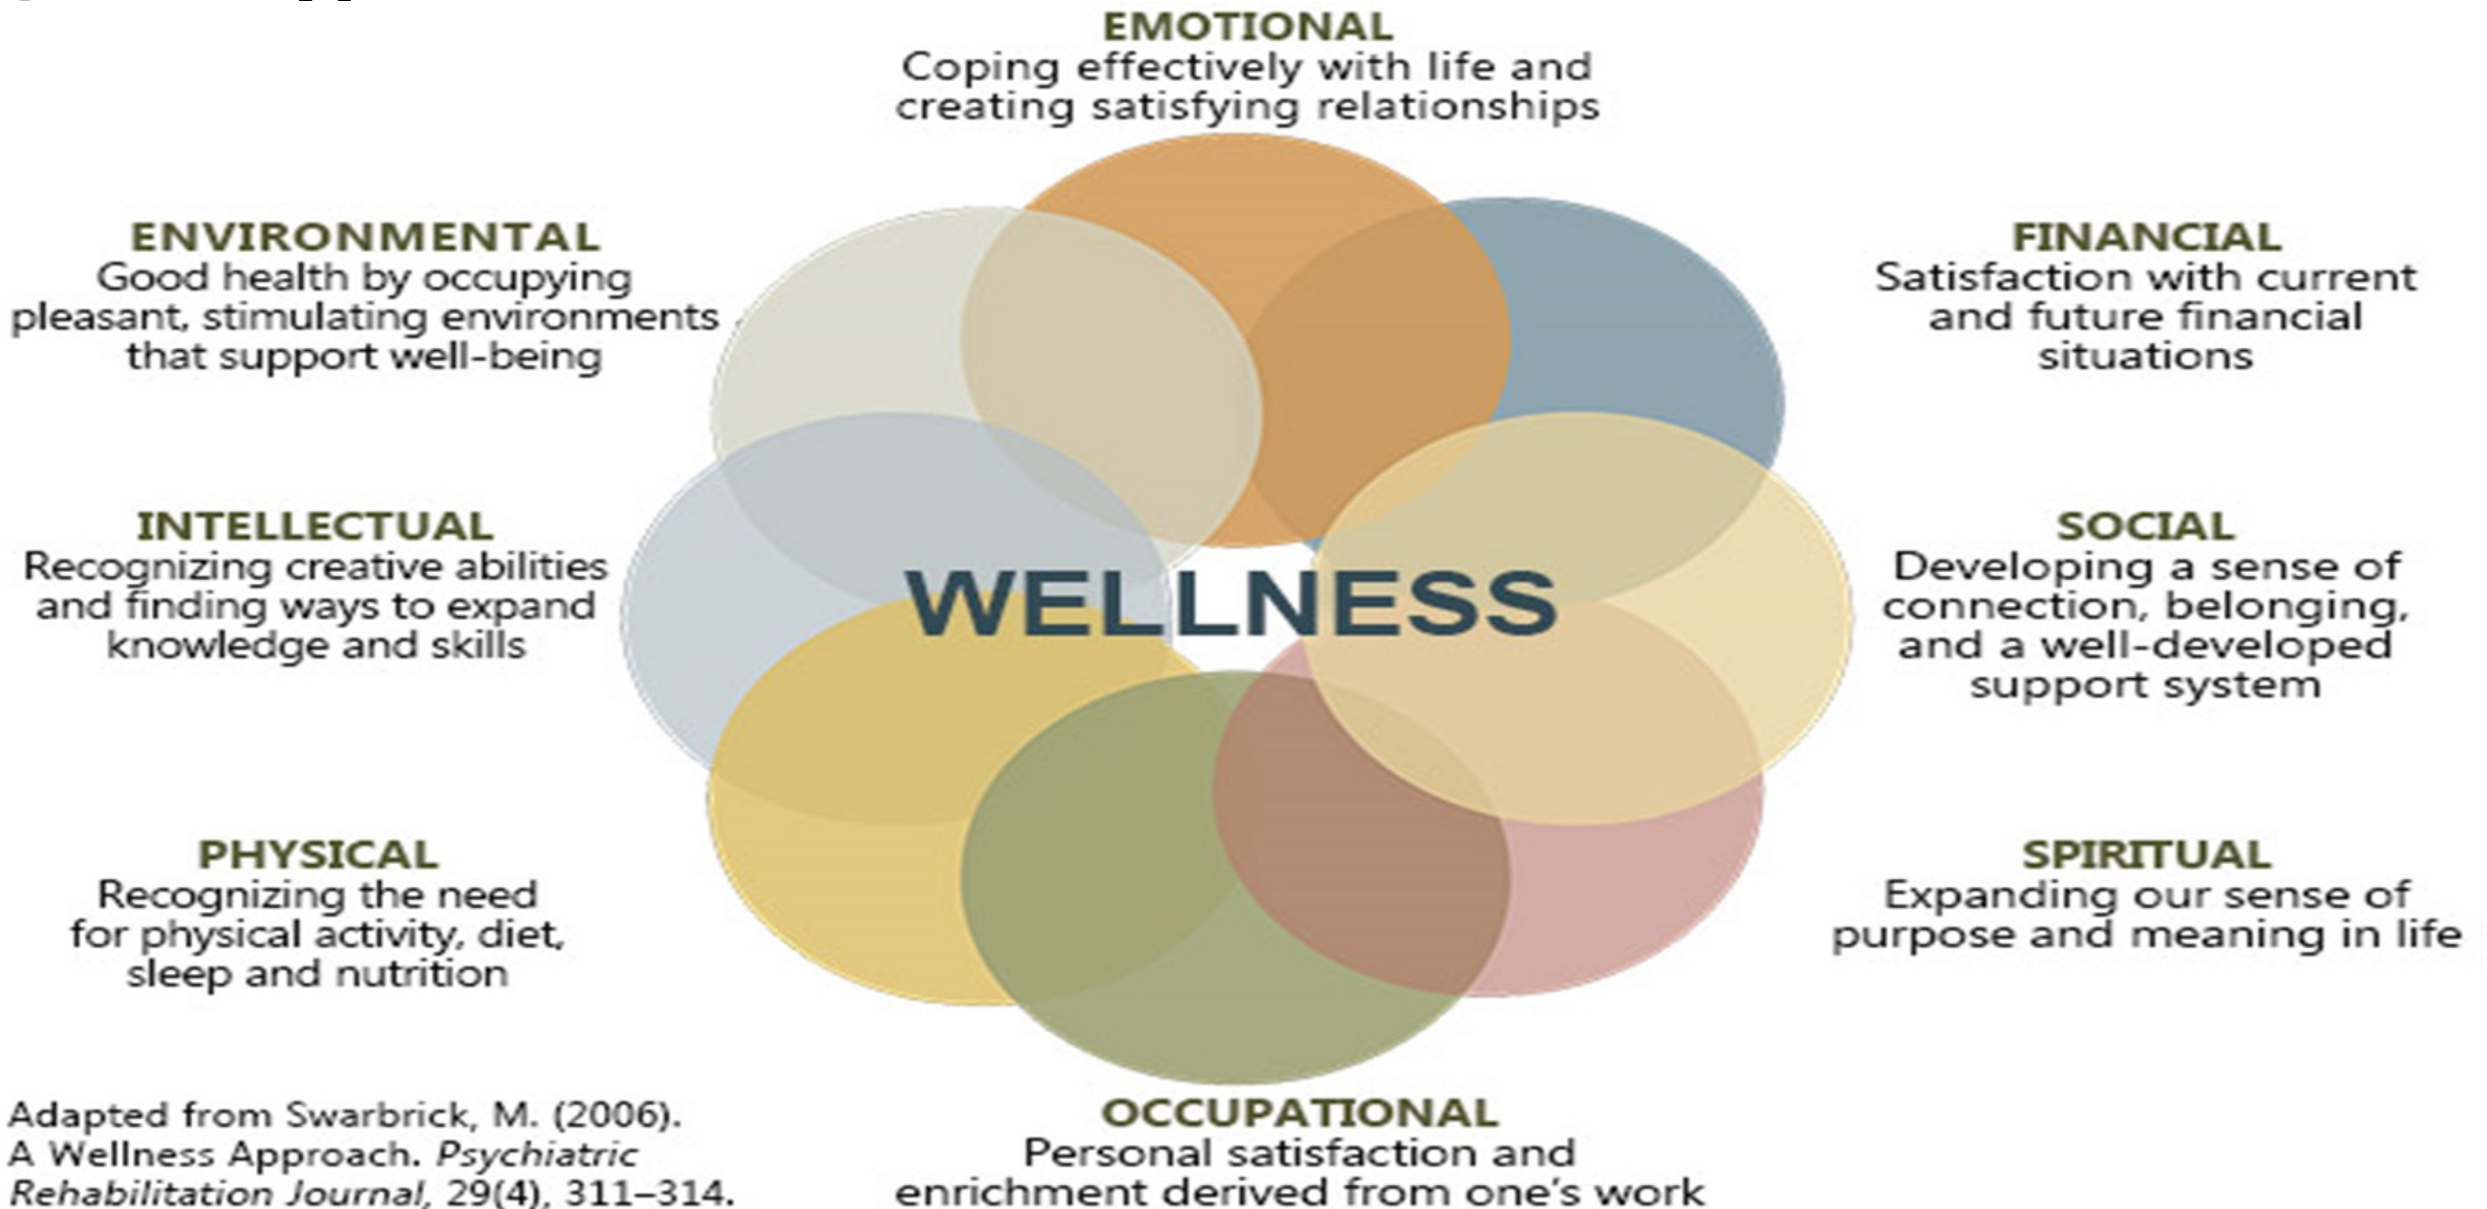 EMOTIONAL
Coping effectively with life and
creating satisfying relationships
ENVIRONMENTAL
Good health by occupying
pleasant, stimulating environments
that support well-being
FINANCIAL
Satisfaction with current
and future financial
situations
INTELLECTUAL
Recognizing creative abilities
and finding ways to expand
knowledge and skills
WELLNESS
SOCIAL
Developing a sense of
connection, belonging,
and a well-developed
support system
PHYSICAL
Recognizing the need
for physical activity, diet,
sleep and nutrition
SPIRITUAL
Expanding our sense of
purpose and meaning in life
OCCUPATIONAL
Personal satisfaction and
enrichment derived from one's work
Adapted from Swarbrick, M. (2006).
A Wellness Approach. Psychiatric
Rehabilitation Journal, 29(4), 311–314.